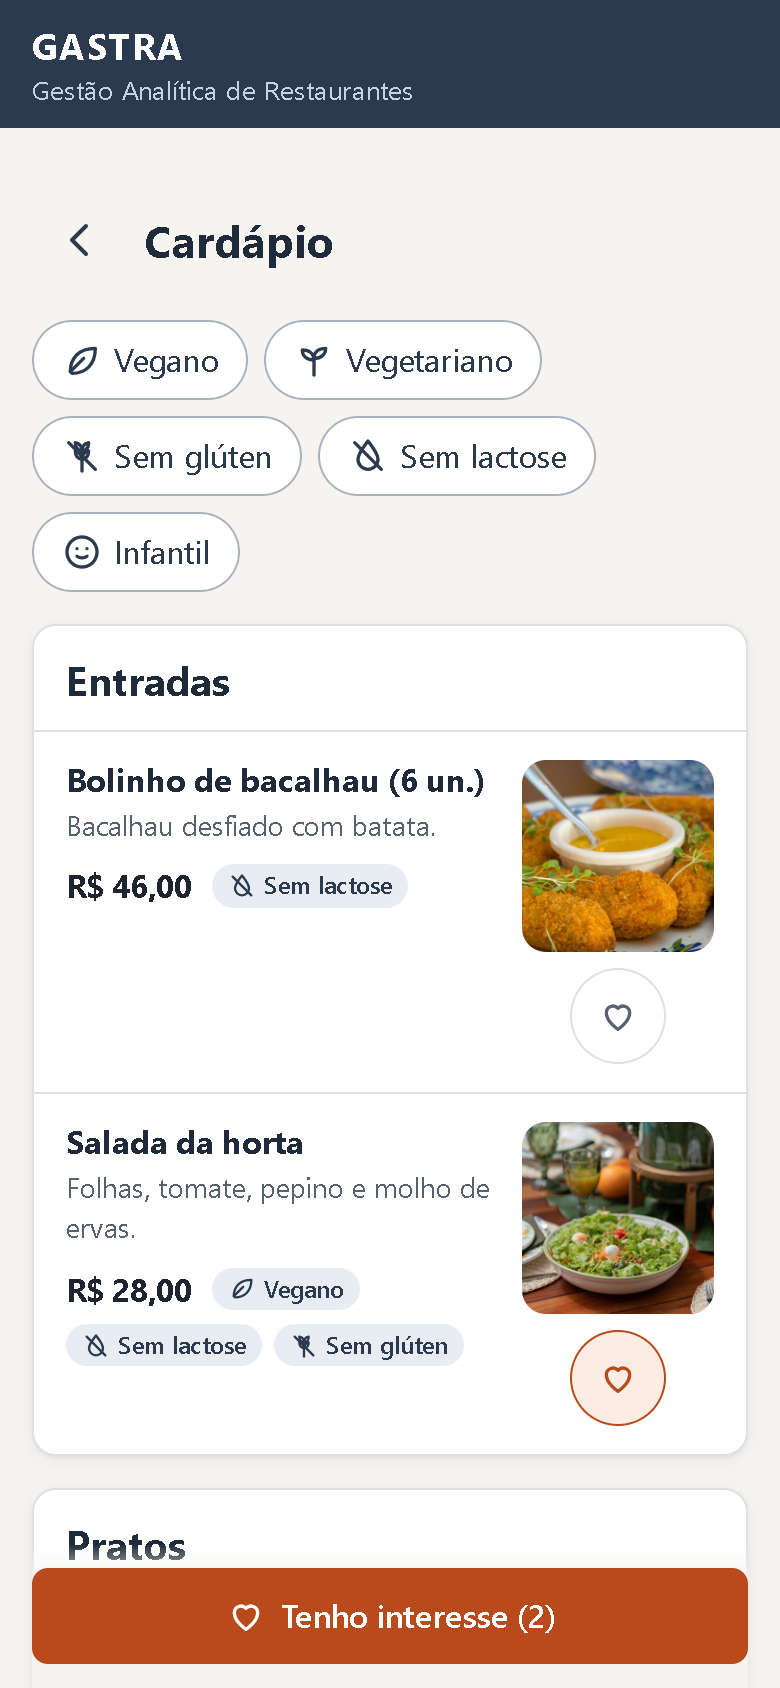 GASTRA
Gestão Analítica de Restaurantes
Cardápio
Vegano
Vegetariano
Sem glúten
Sem lactose
Infantil
Entradas
Bolinho de bacalhau (6 un.)
Bacalhau desfiado com batata.
R$ 46,00
Sem lactose
Salada da horta
Folhas, tomate, pepino e molho de
ervas.
R$ 28,00
Vegano
Sem lactose
Sem glúten
Pratos
Tenho interesse (2)